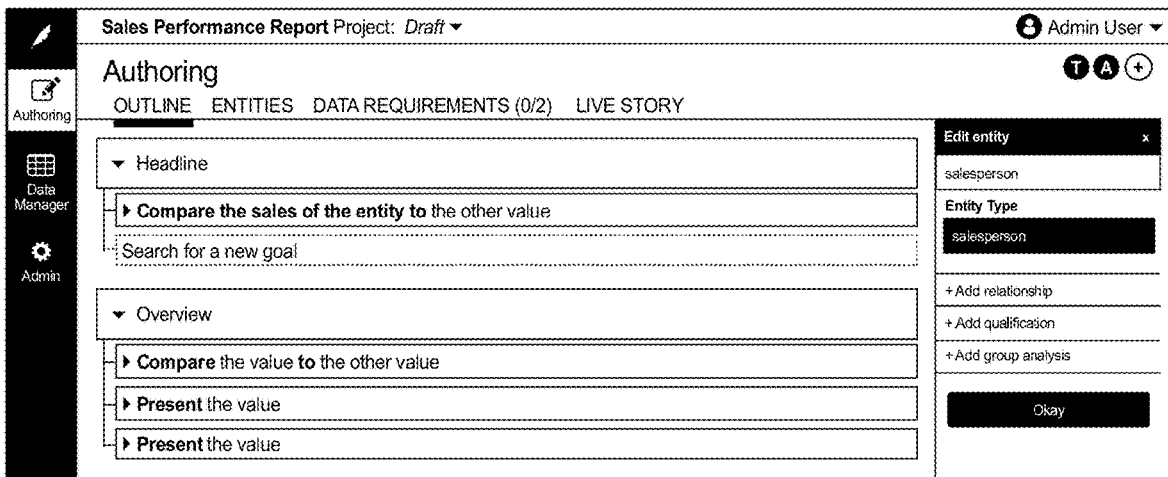 Sales Performance Report Project: Draft
Admin User
Authoring
T A +
OUTLINE ENTITIES DATA REQUIREMENTS (0/2) LIVE STORY
Authoring
Data
Manager
Admin
Headline
Compare the sales of the entity to the other value
Search for a new goal
Overview
Compare the value to the other value
Present the value
Present the value
Edit entity x
salesperson
Entity Type
salesperson
+ Add relationship
+ Add qualification
+ Add group analysis
Okay